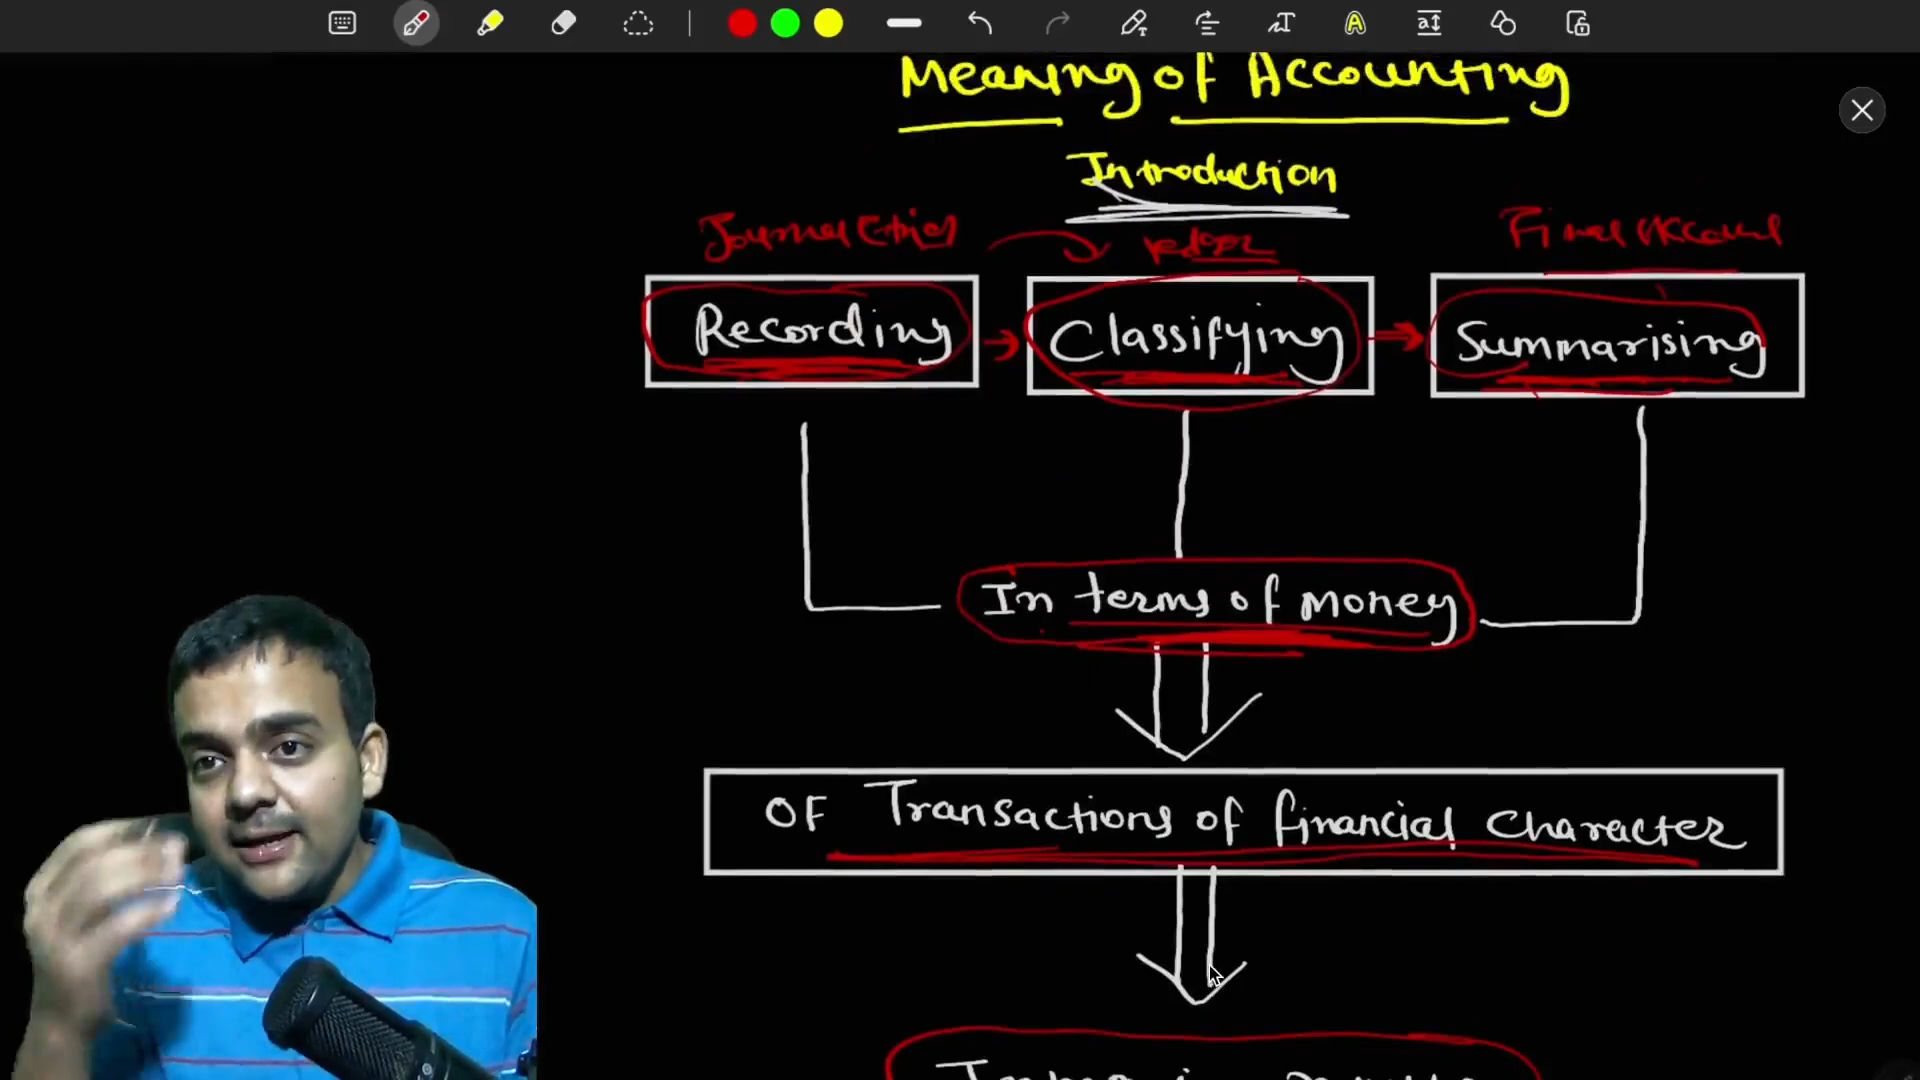 Meaning of Accounting
Introduction
Journal Entries
Ledger
Final Account
Recording
Classifying
Summarising
In terms of money
OF Transactions of financial Character